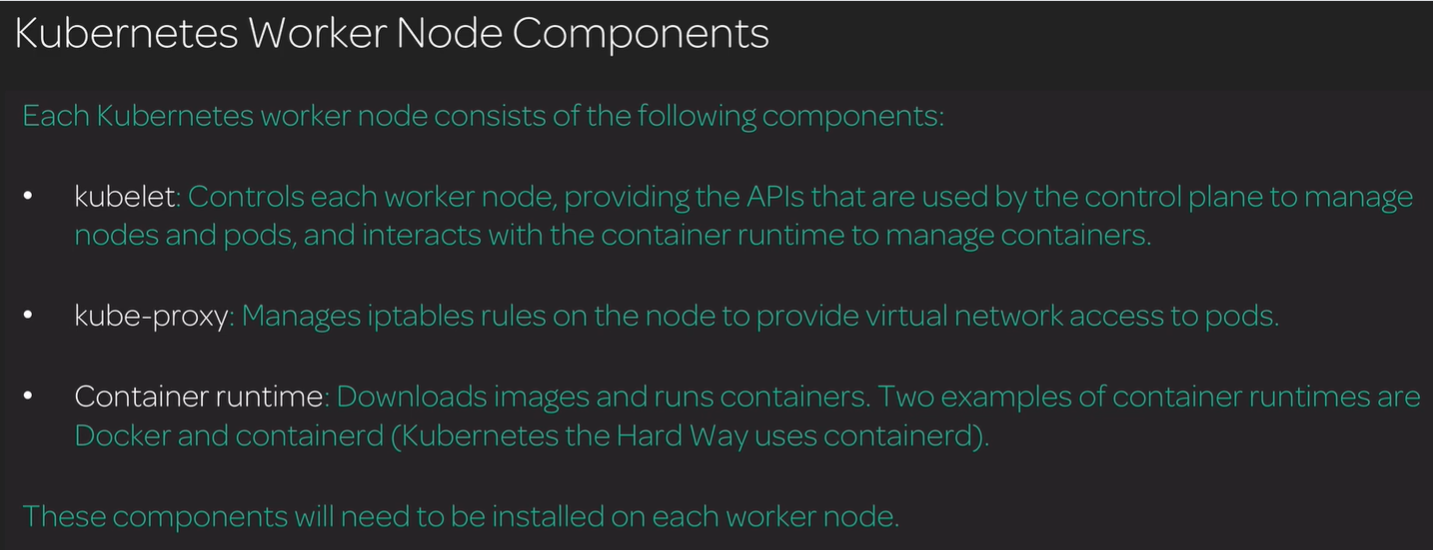 Kubernetes Worker Node Components
Each Kubernetes worker node consists of the following components:
• kubelet: Controls each worker node, providing the APIs that are used by the control plane to manage
nodes and pods, and interacts with the container runtime to manage containers.
• kube-proxy: Manages iptables rules on the node to provide virtual network access to pods.
• Container runtime: Downloads images and runs containers. Two examples of container runtimes are
Docker and containerd (Kubernetes the Hard Way uses containerd).
These components will need to be installed on each worker node.